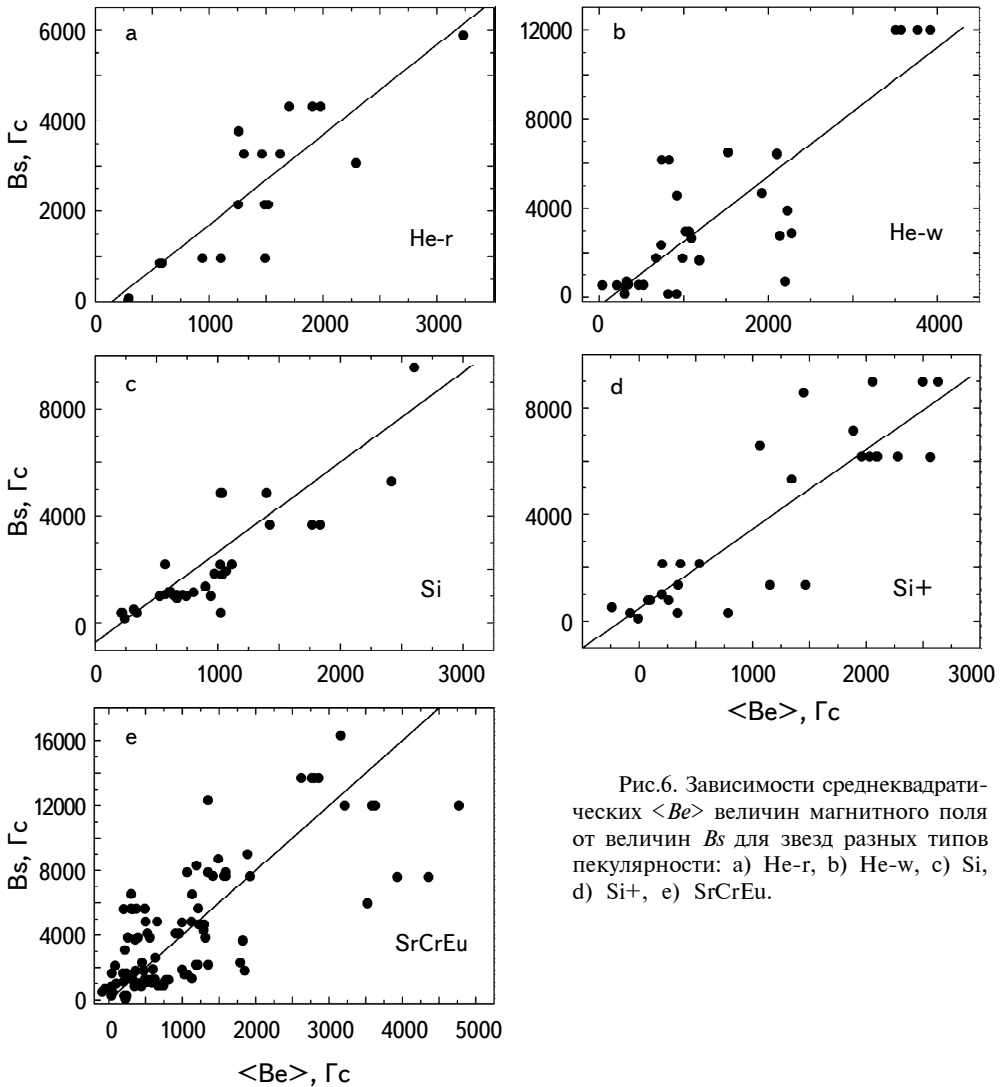 a
6000
4000
2000
0
Bs, Гс
He-r
0 1000 2000 3000
b
12000
8000
4000
0
He-w
0 2000 4000
c
8000
4000
0
Bs, Гс
Si
0 1000 2000 3000
d
8000
4000
0
Si+
0 1000 2000 3000
<Be>, Гс
e
16000
12000
8000
4000
0
Bs, Гс
SrCrEu
0 1000 2000 3000 4000 5000
<Be>, Гс
Рис.6. Зависимости среднеквадрати-
ческих <Be> величин магнитного поля
от величин Bs для звезд разных типов
пекулярности: a) He-r, b) He-w, c) Si,
d) Si+, e) SrCrEu.